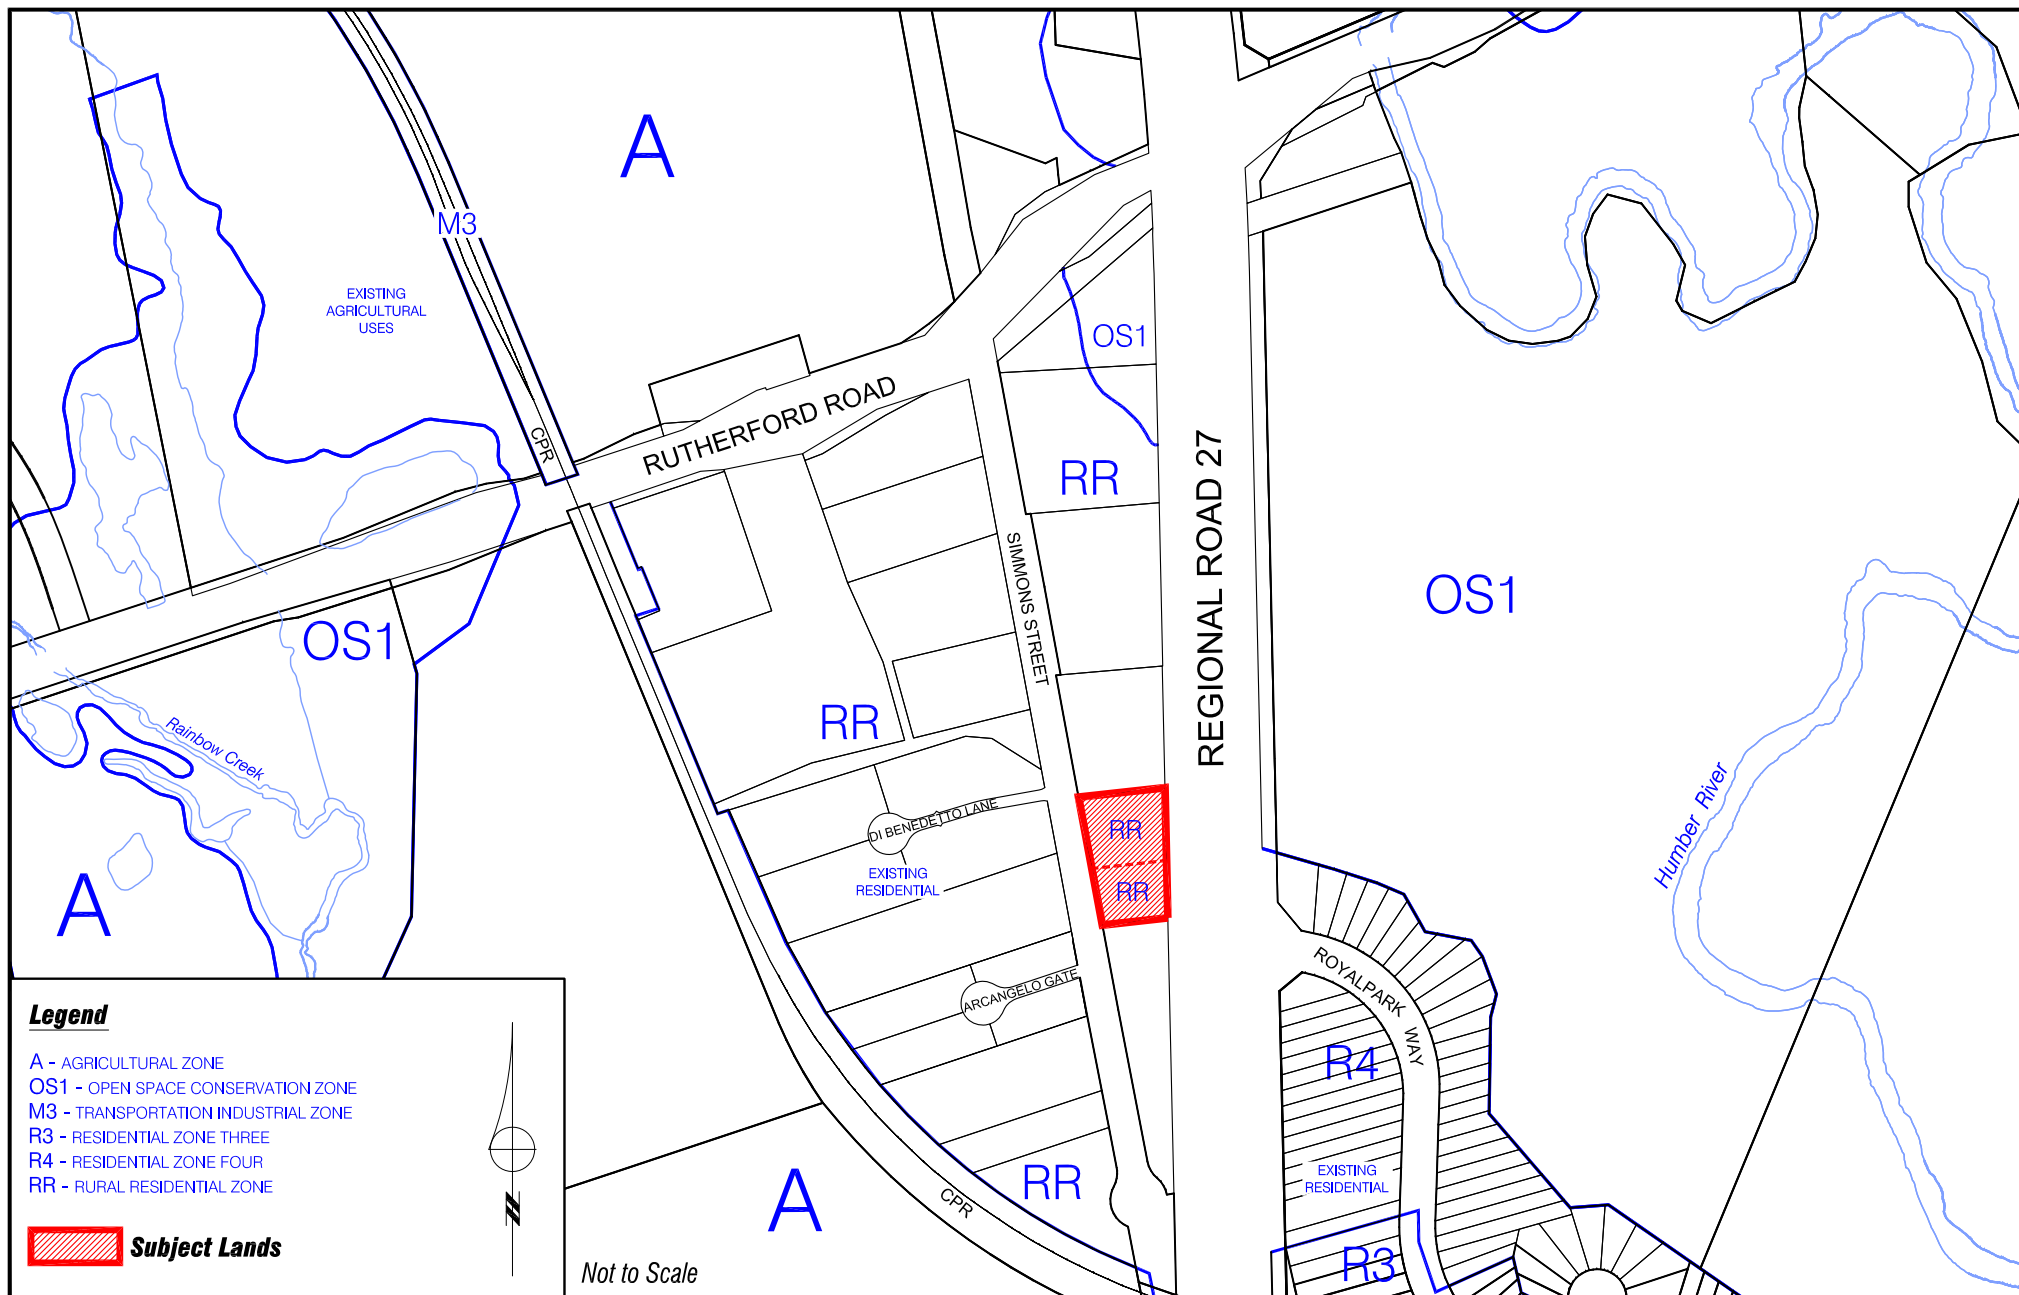 A
M3
EXISTING
AGRICULTURAL
USES
OS1
RUTHERFORD ROAD
CPR
RR
REGIONAL ROAD 27
SIMMONS STREET
OS1
OS1
RR
Rainbow Creek
Humber River
DI BENEDETTO LANE
RR
RR
EXISTING
RESIDENTIAL
A
ARCANGELO GATE
ROYALPARK WAY
R4
EXISTING
RESIDENTIAL
RR
A
CPR
R3
Legend
A - AGRICULTURAL ZONE
OS1 - OPEN SPACE CONSERVATION ZONE
M3 - TRANSPORTATION INDUSTRIAL ZONE
R3 - RESIDENTIAL ZONE THREE
R4 - RESIDENTIAL ZONE FOUR
RR - RURAL RESIDENTIAL ZONE
N
Subject Lands
Not to Scale